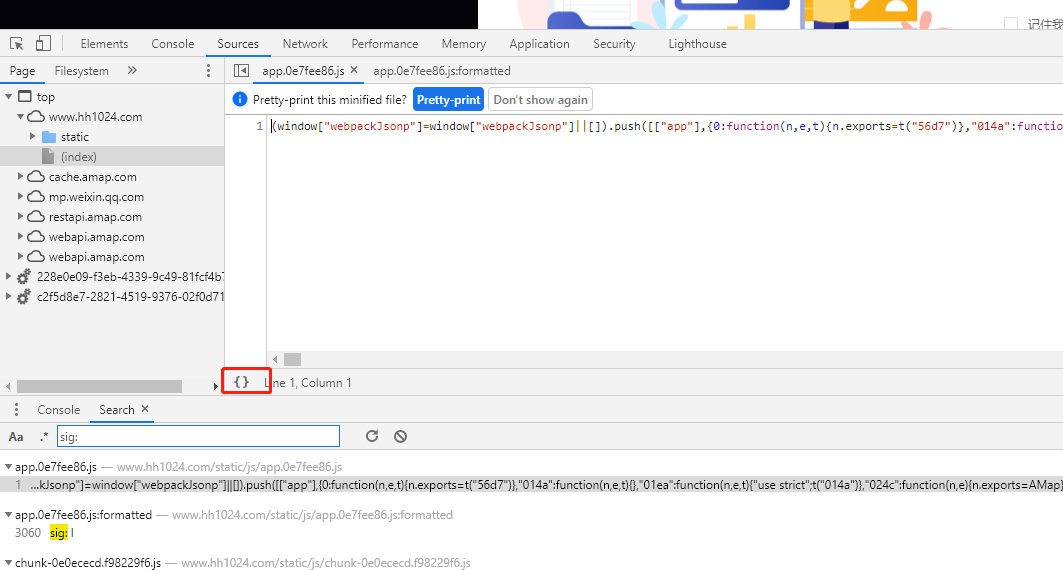 记住我
Elements Console Sources Network Performance Memory Application Security Lighthouse
Page Filesystem » app.0e7fee86.js × app.0e7fee86.js:formatted
Pretty-print this minified file? Pretty-print Don't show again
top
www.hh1024.com
static
(index)
cache.amap.com
mp.weixin.qq.com
restapi.amap.com
webapi.amap.com
webapi.amap.com
228e0e09-f3eb-4339-9c49-81fcf4b7
c2f5d8e7-2821-4519-9376-02f0d71
1 (window["webpackJsonp"]=window["webpackJsonp"]||[]).push([["app"],{0:function(n,e,t){n.exports=t("56d7")},"014a":functio
{} Line 1, Column 1
Console Search ×
Aa .* sig:
app.0e7fee86.js — www.hh1024.com/static/js/app.0e7fee86.js
1 …kJsonp"]=window["webpackJsonp"]||[]).push([["app"],{0:function(n,e,t){n.exports=t("56d7")},"014a":function(n,e,t){},"01ea":function(n,e,t){"use strict";t("014a")},"024c":function(n,e){n.exports=AMap}
app.0e7fee86.js:formatted — www.hh1024.com/static/js/app.0e7fee86.js:formatted
3060 sig: l
chunk-0e0ececd.f98229f6.js — www.hh1024.com/static/js/chunk-0e0ececd.f98229f6.js